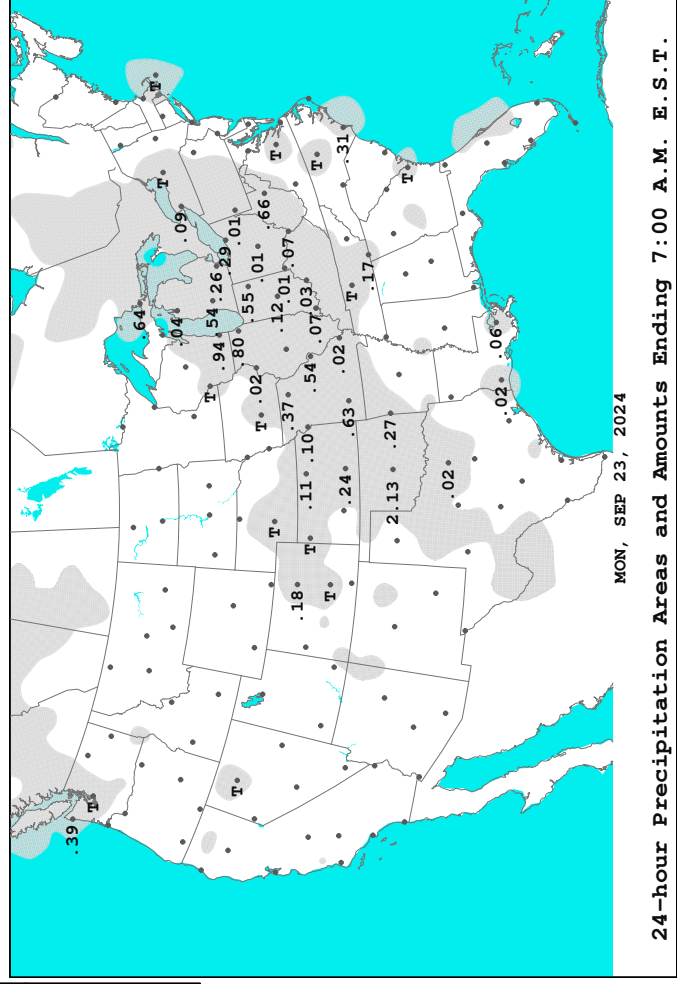 .39
T
.64
T
T
.04
.09
T
.94
.54
.26
.29
T
.80
.01
.55
.02
.01
T
.66
T
T
.12
.01
.37
.07
.18
.11
.10
.03
T
.54
.07
T
T
.02
.31
.24
.63
T
.17
2.13
.27
T
.02
.06
.02
MON, SEP 23, 2024
24-hour Precipitation Areas and Amounts Ending 7:00 A.M. E.S.T.